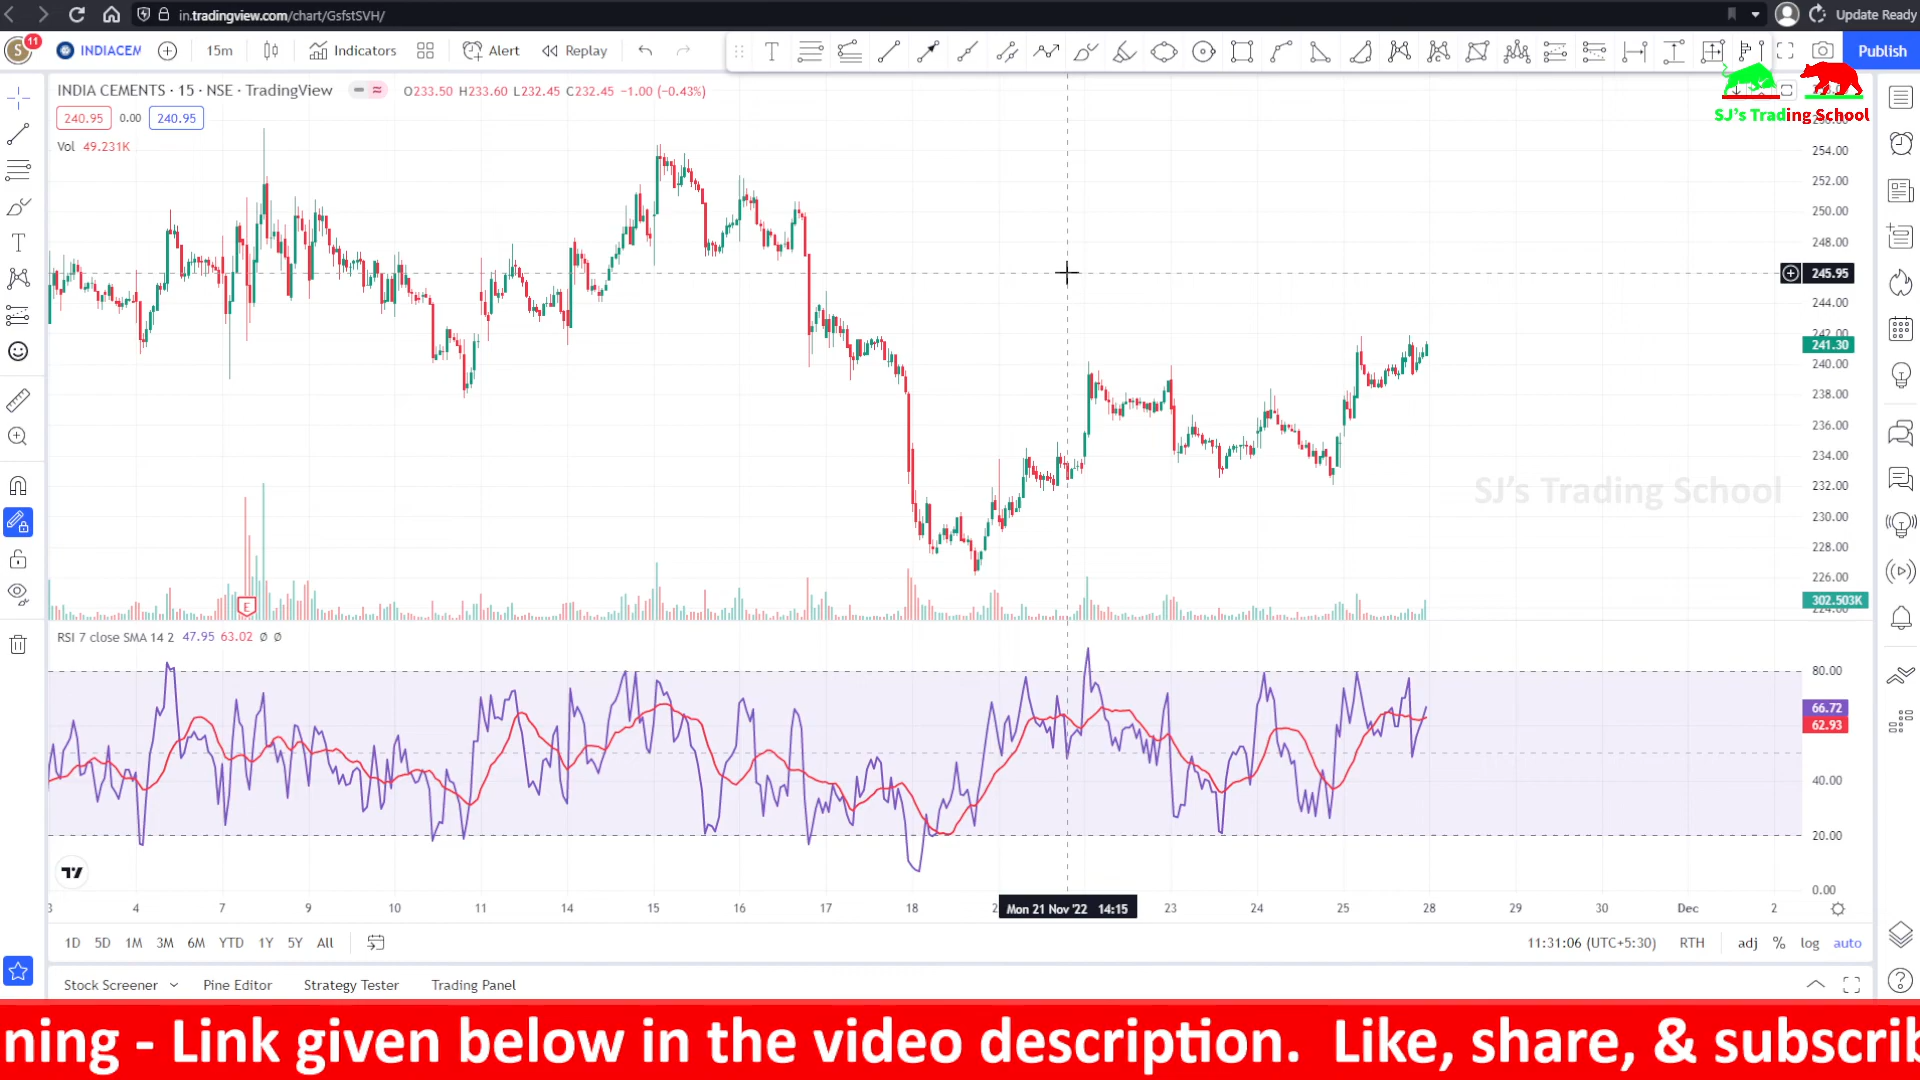 in.tradingview.com/chart/GsfstSVH/
Update Ready
S
11
INDIACEM
15m
Indicators
Alert
Replay
Publish
INDIA CEMENTS · 15 · NSE · TradingView
O233.50 H233.60 L232.45 C232.45 −1.00 (−0.43%)
240.95
0.00
240.95
Vol 49.231K
SJ's Trading School
254.00
252.00
250.00
248.00
245.95
244.00
242.00
241.30
240.00
238.00
236.00
234.00
232.00
230.00
228.00
226.00
302.503K
224.00
SJ's Trading School
E
RSI 7 close SMA 14 2 47.95 63.02 Ø Ø
80.00
66.72
62.93
40.00
20.00
0.00
3
4
7
9
10
11
14
15
16
17
18
Mon 21 Nov '22 14:15
23
24
25
28
29
30
Dec
2
1D
5D
1M
3M
6M
YTD
1Y
5Y
All
11:31:06 (UTC+5:30)
RTH
adj
%
log
auto
Stock Screener
Pine Editor
Strategy Tester
Trading Panel
ning - Link given below in the video description. Like, share, & subscrib